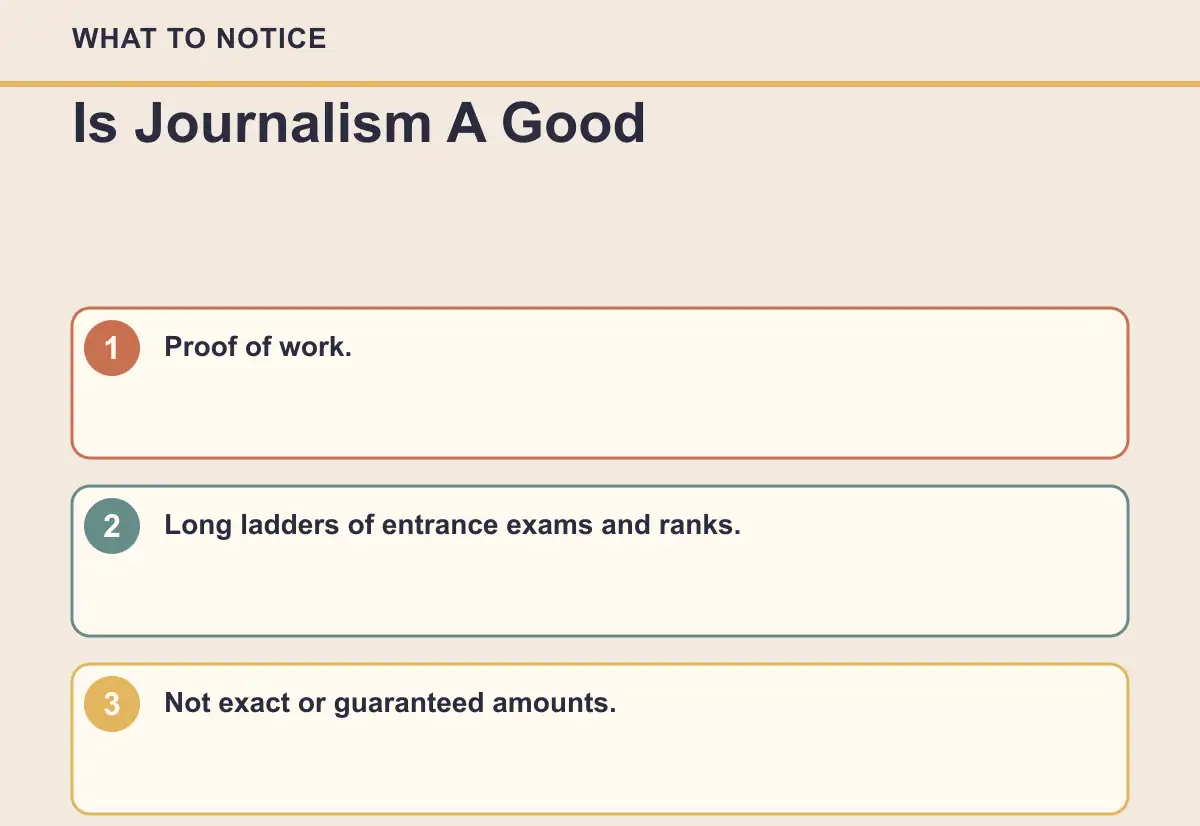 WHAT TO NOTICE
Is Journalism A Good
1
Proof of work.
2
Long ladders of entrance exams and ranks.
3
Not exact or guaranteed amounts.